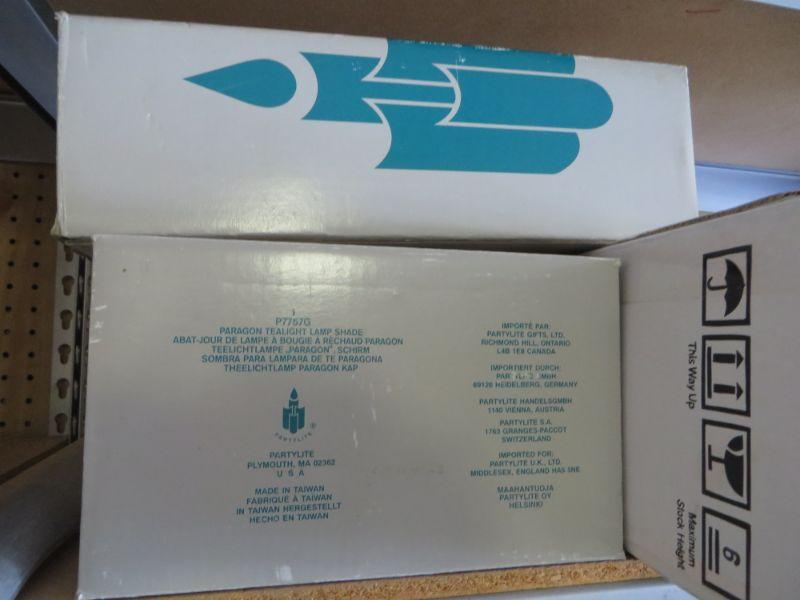 P7757G
PARAGON TEALIGHT LAMP SHADE
ABAT-JOUR DE LAMPE À BOUGIE À RÉCHAUD PARAGON
TEELICHTLAMPE „PARAGON“, SCHIRM
SOMBRA PARA LAMPARA DE TE PARAGONA
THEELICHTLAMP PARAGON KAP
PARTYLITE ®
PARTYLITE
PLYMOUTH, MA 02362
U S A
MADE IN TAIWAN
FABRIQUÉ À TAIWAN
IN TAIWAN HERGESTELLT
HECHO EN TAIWAN
IMPORTÉ PAR:
PARTYLITE GIFTS, LTD.
RICHMOND HILL, ONTARIO
L4B 1E9 CANADA
IMPORTIERT DURCH:
GMBH
69126 HEIDELBERG, GERMANY
PARTYLITE HANDELSGMBH
1140 VIENNA, AUSTRIA
PARTYLITE S.A.
1763 GRANGES-PACCOT
SWITZERLAND
IMPORTED FOR:
PARTYLITE U.K., LTD.
MIDDLESEX, ENGLAND HA5 5NE
MAAHANTUOJA
PARTYLITE OY
HELSINKI
This Way Up
6
Maximum
Stack Height